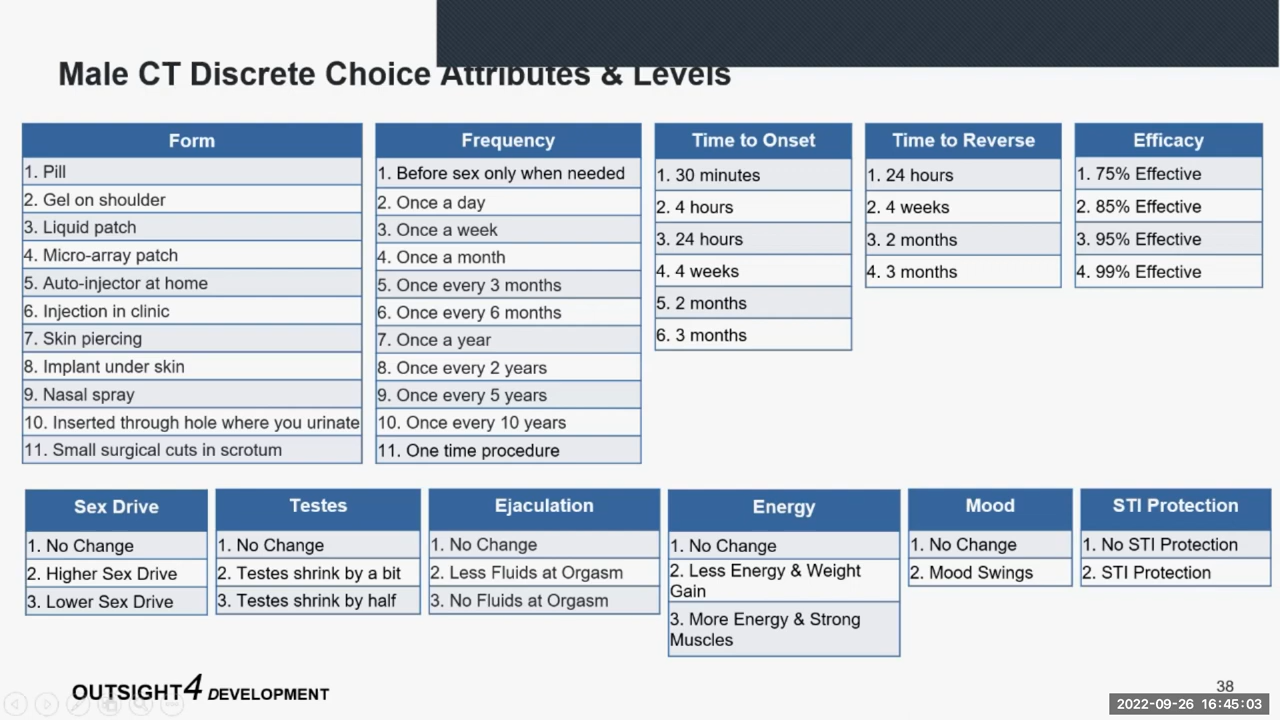 Male CT Discrete Choice Attributes & Levels
Form
1. Pill
2. Gel on shoulder
3. Liquid patch
4. Micro-array patch
5. Auto-injector at home
6. Injection in clinic
7. Skin piercing
8. Implant under skin
9. Nasal spray
10. Inserted through hole where you urinate
11. Small surgical cuts in scrotum
Frequency
1. Before sex only when needed
2. Once a day
3. Once a week
4. Once a month
5. Once every 3 months
6. Once every 6 months
7. Once a year
8. Once every 2 years
9. Once every 5 years
10. Once every 10 years
11. One time procedure
Time to Onset
1. 30 minutes
2. 4 hours
3. 24 hours
4. 4 weeks
5. 2 months
6. 3 months
Time to Reverse
1. 24 hours
2. 4 weeks
3. 2 months
4. 3 months
Efficacy
1. 75% Effective
2. 85% Effective
3. 95% Effective
4. 99% Effective
Sex Drive
1. No Change
2. Higher Sex Drive
3. Lower Sex Drive
Testes
1. No Change
2. Testes shrink by a bit
3. Testes shrink by half
Ejaculation
1. No Change
2. Less Fluids at Orgasm
3. No Fluids at Orgasm
Energy
1. No Change
2. Less Energy & Weight
Gain
3. More Energy & Strong
Muscles
Mood
1. No Change
2. Mood Swings
STI Protection
1. No STI Protection
2. STI Protection
OUTSIGHT4 DEVELOPMENT
38
2022-09-26 16:45:03